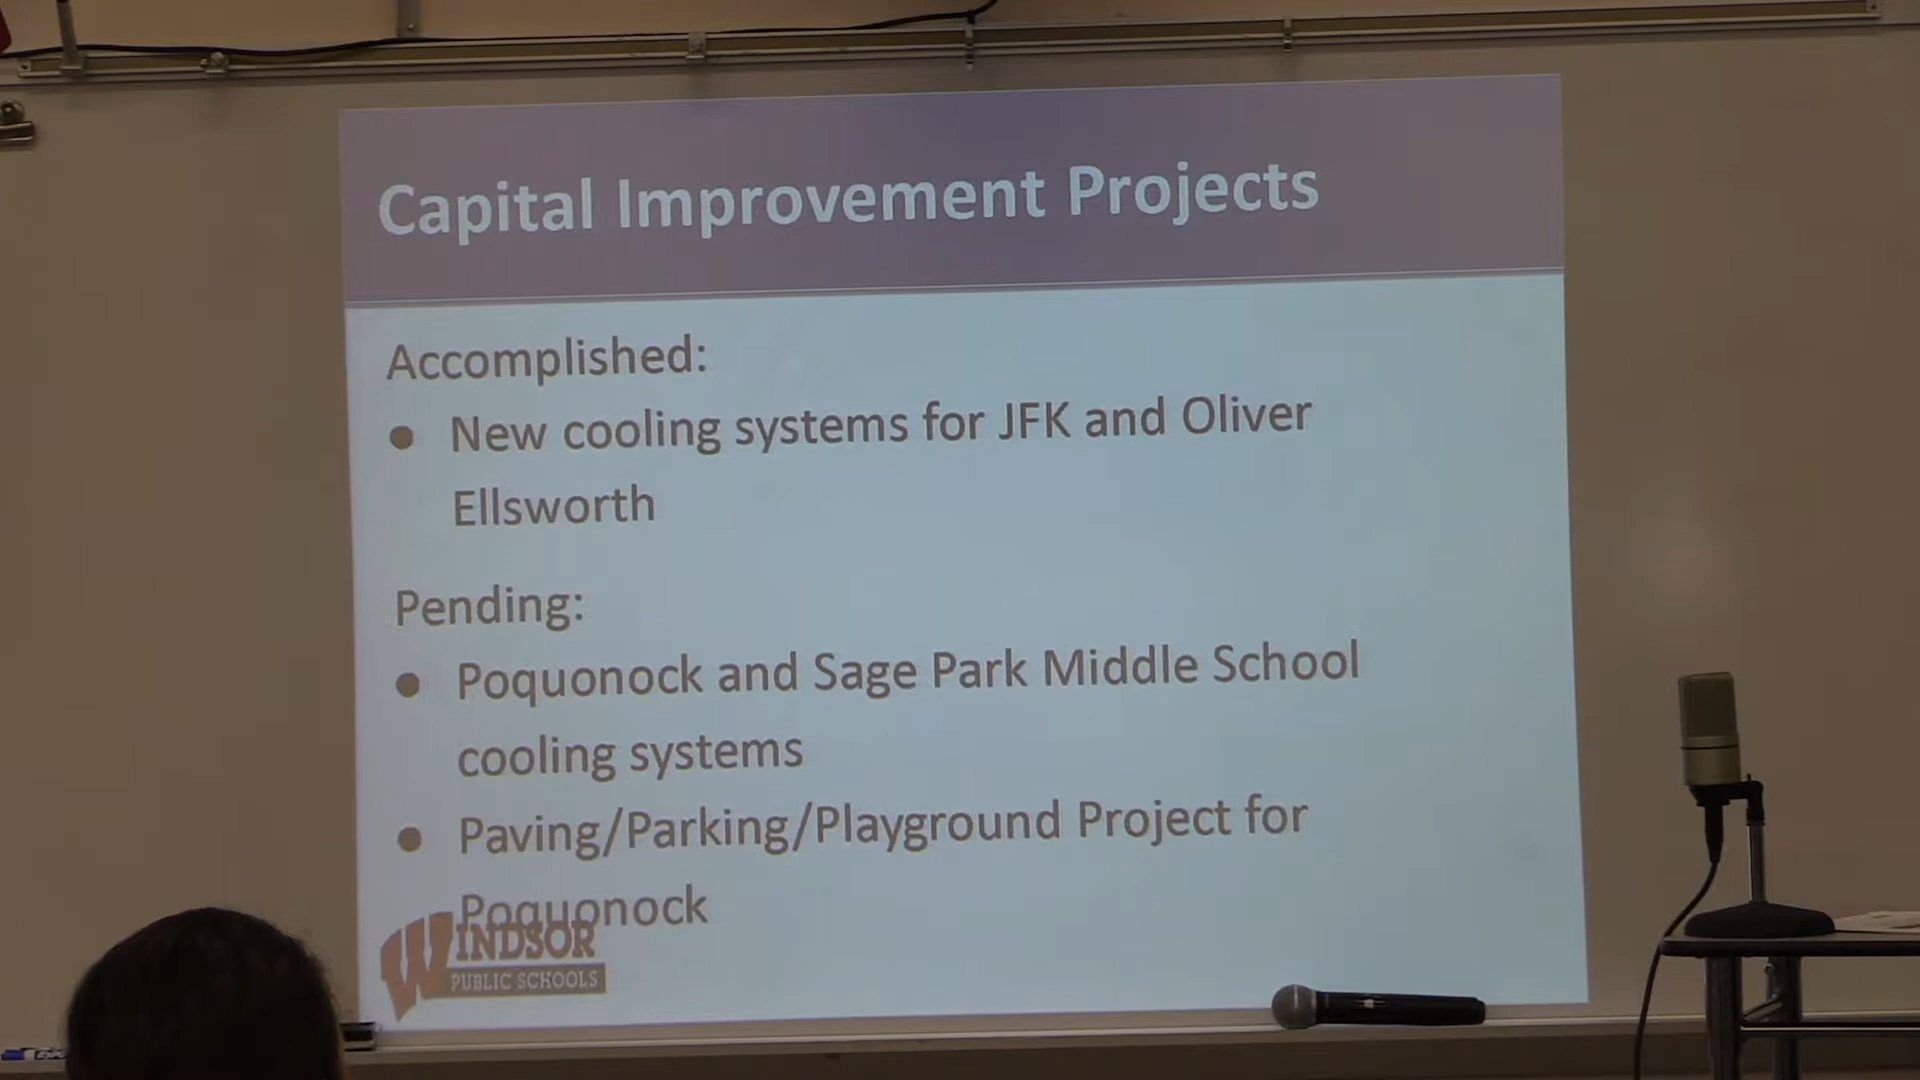 Capital Improvement Projects
Accomplished:
● New cooling systems for JFK and Oliver
Ellsworth
Pending:
● Poquonock and Sage Park Middle School
cooling systems
● Paving/Parking/Playground Project for
Poquonock
WINDSOR
PUBLIC SCHOOLS